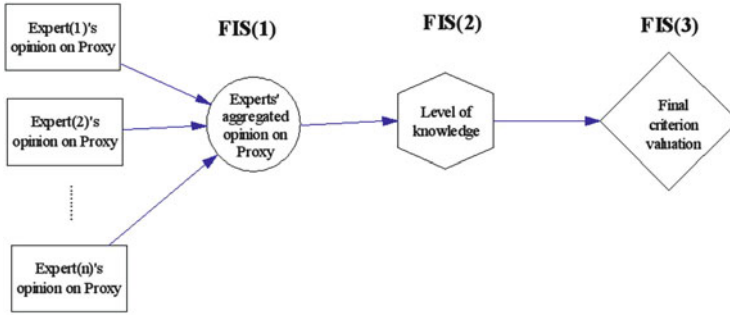 Expert(1)'s
opinion on Proxy
FIS(1)
FIS(2)
FIS(3)
Expert(2)'s
opinion on Proxy
Experts'
aggregated
opinion on
Proxy
Level of
knowledge
Final
criterion
valuation
Expert(n)'s
opinion on Proxy